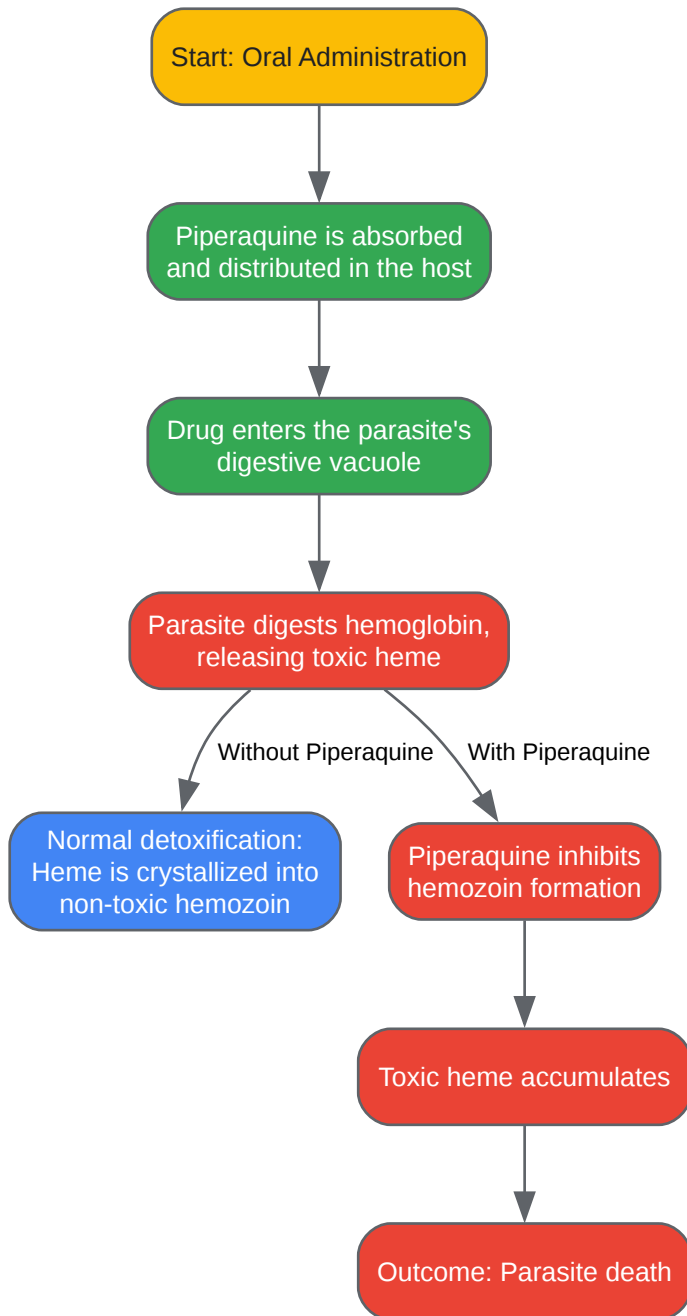 Start: Oral Administration
Piperaquine is absorbed
and distributed in the host
Drug enters the parasite's
digestive vacuole
Parasite digests hemoglobin,
releasing toxic heme
Without Piperaquine
With Piperaquine
Normal detoxification:
Heme is crystallized into
non-toxic hemozoin
Piperaquine inhibits
hemozoin formation
Toxic heme accumulates
Outcome: Parasite death